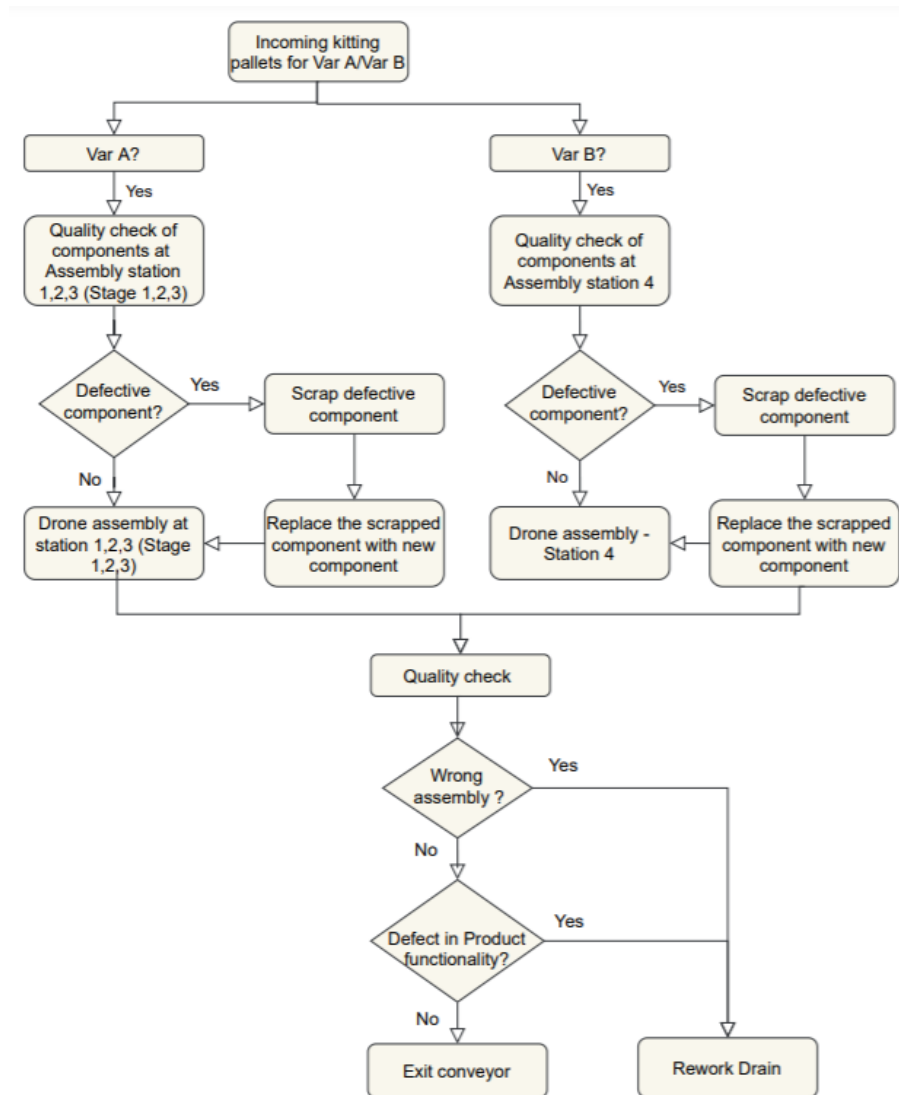 Incoming kitting
pallets for Var A/Var B
Var A?
Var B?
Yes
Yes
Quality check of
components at
Assembly station
1,2,3 (Stage 1,2,3)
Quality check of
components at
Assembly station 4
Defective
component?
Yes
Scrap defective
component
Defective
component?
Yes
Scrap defective
component
No
No
Drone assembly at
station 1,2,3 (Stage
1,2,3)
Replace the scrapped
component with new
component
Drone assembly -
Station 4
Replace the scrapped
component with new
component
Quality check
Wrong
assembly ?
Yes
No
Defect in Product
functionality?
Yes
No
Exit conveyor
Rework Drain